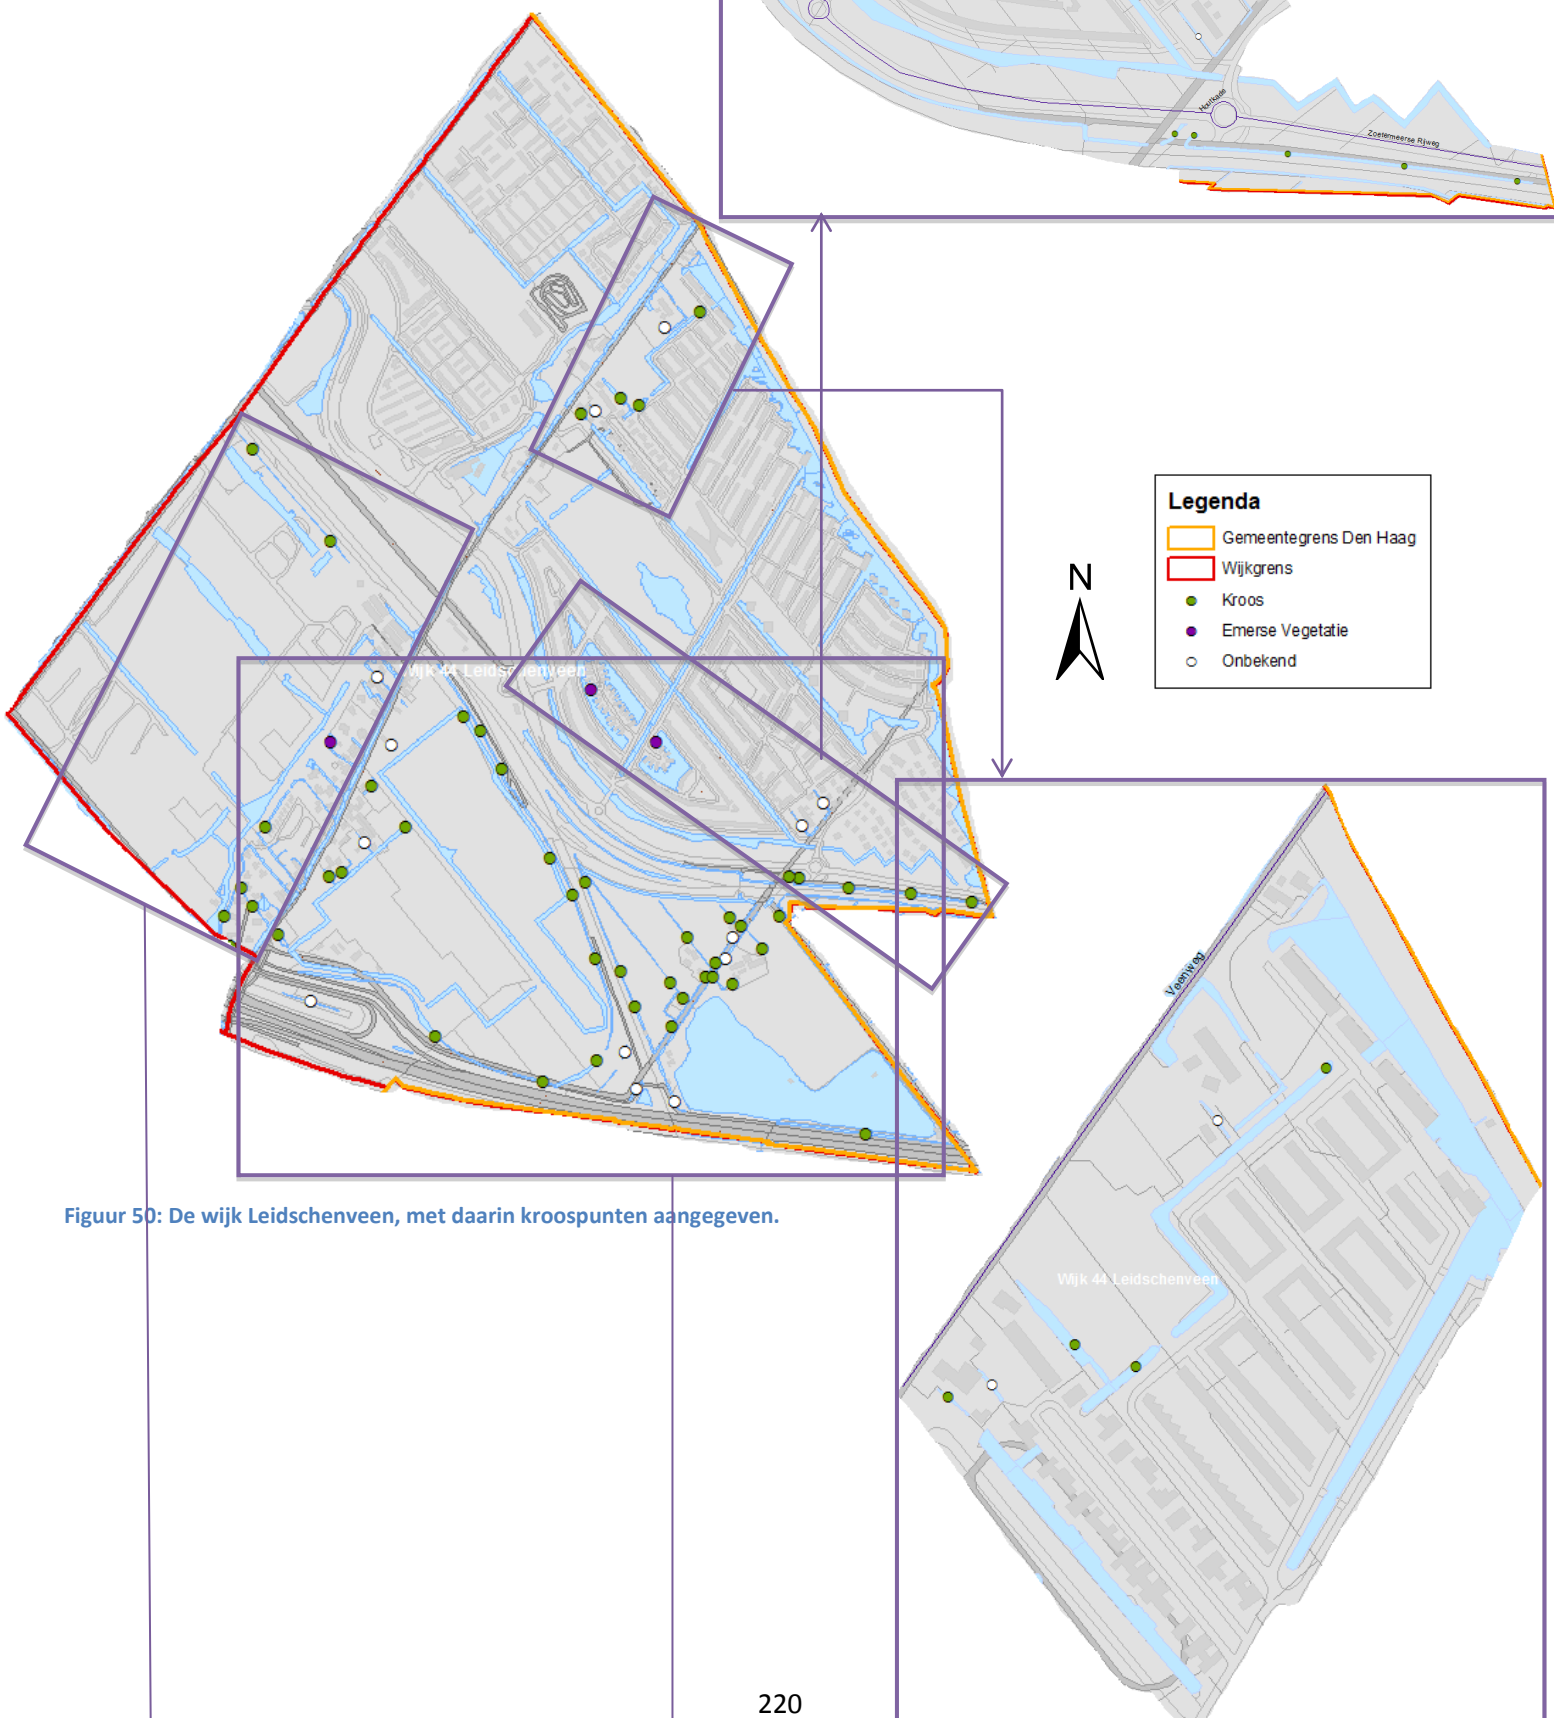 Houtkade
Zoetermeerse Rijweg
Legenda
Gemeentegrens Den Haag
Wijkgrens
Kroos
Emerse Vegetatie
Onbekend
N
Wijk 44 Leidschenveen
Veenweg
Wijk 44 Leidschenveen
Figuur 50: De wijk Leidschenveen, met daarin kroospunten aangegeven.
220